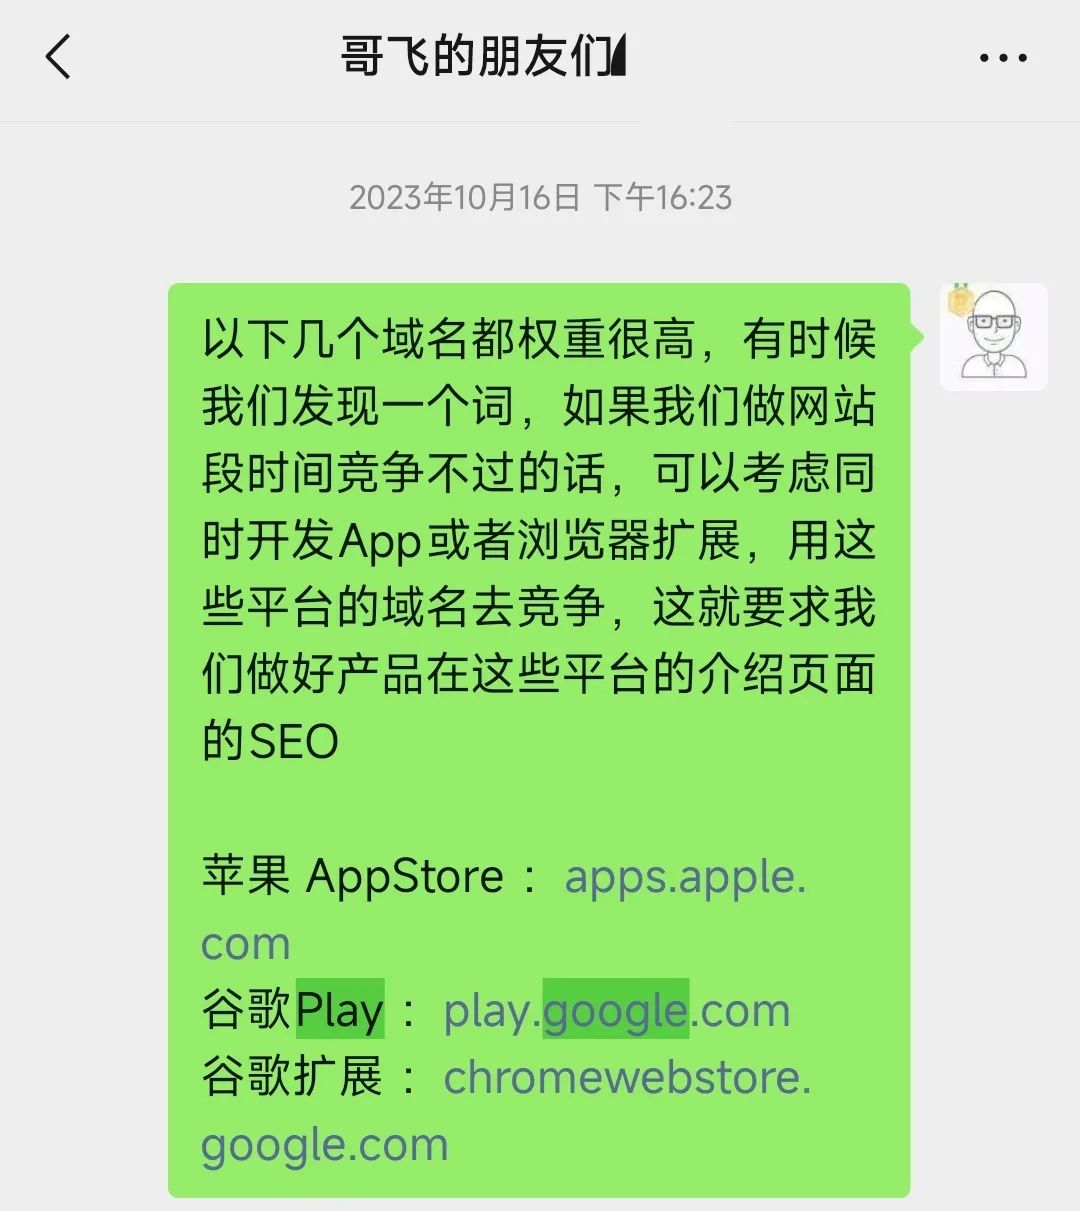 哥飞的朋友们
2023年10月16日 下午16:23
以下几个域名都权重很高，有时候
我们发现一个词，如果我们做网站
段时间竞争不过的话，可以考虑同
时开发App或者浏览器扩展，用这
些平台的域名去竞争，这就要求我
们做好产品在这些平台的介绍页面
的SEO
苹果 AppStore ：apps.apple.
com
谷歌Play ：play.google.com
谷歌扩展 ：chromewebstore.
google.com